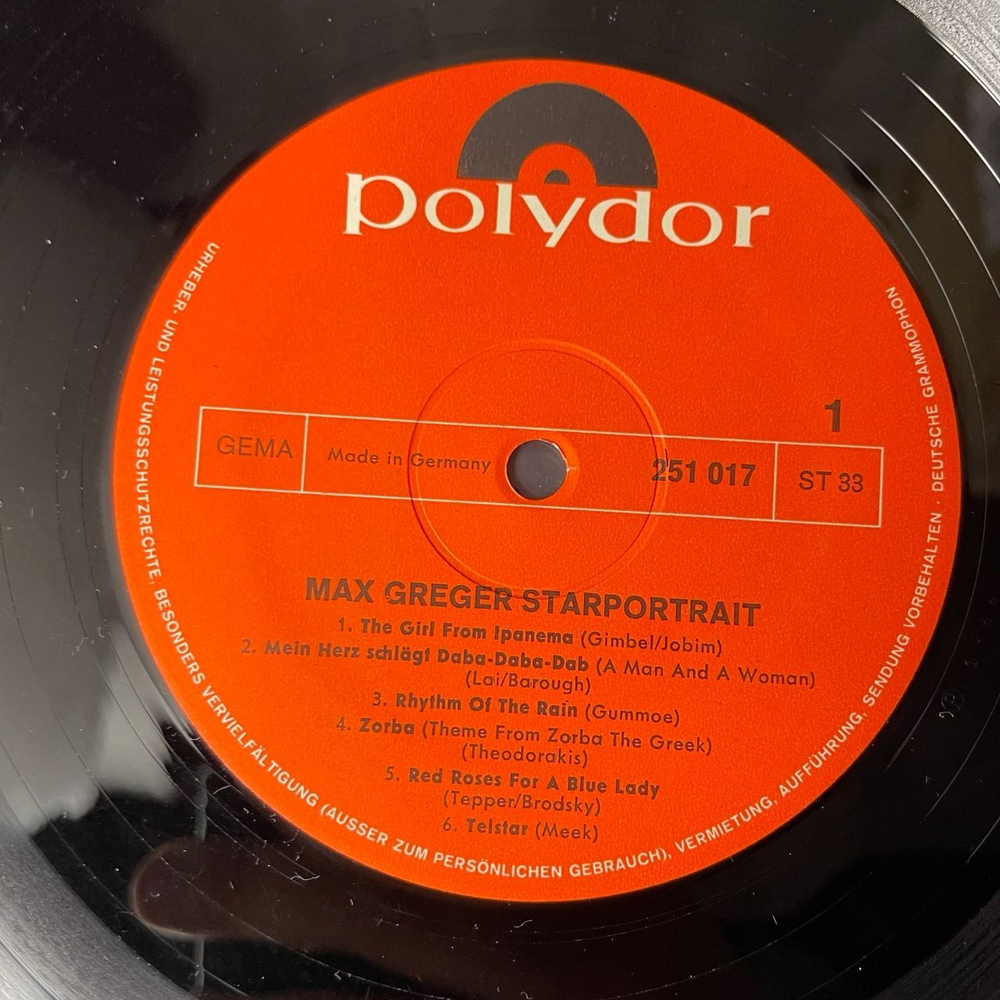 polydor
1
GEMA
Made in Germany
251 017
ST 33
MAX GREGER STARPORTRAIT
1. The Girl From Ipanema (Gimbel/Jobim)
2. Mein Herz schlägt Daba-Daba-Dab (A Man And A Woman)
(Lai/Barough)
3. Rhythm Of The Rain (Gummoe)
4. Zorba (Theme From Zorba The Greek)
(Theodorakis)
5. Red Roses For A Blue Lady
(Tepper/Brodsky)
6. Telstar (Meek)
URHEBER- UND LEISTUNGSSCHUTZRECHTE, BESONDERS VERVIELFÄLTIGUNG (AUSSER ZUM PERSÖNLICHEN GEBRAUCH), VERMIETUNG, AUFFÜHRUNG, SENDUNG VORBEHALTEN · DEUTSCHE GRAMMOPHON